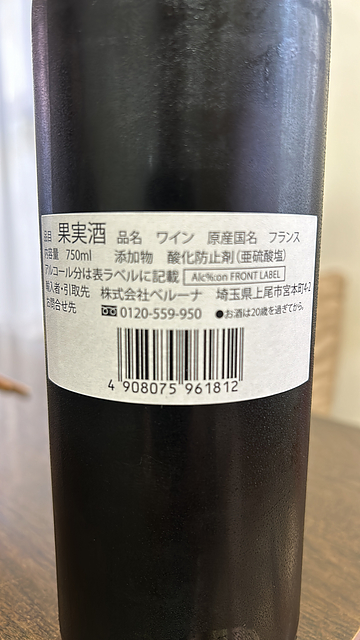 品目 果実酒 品名 ワイン 原産国名 フランス
内容量 750ml 添加物 酸化防止剤(亜硫酸塩)
アルコール分は表ラベルに記載 Alc%:on FRONT LABEL
輸入者・引取先 株式会社ベルーナ 埼玉県上尾市宮本町4-2
お問合せ先 0120-559-950 ●お酒は20歳を過ぎてから。
4 908075 961812